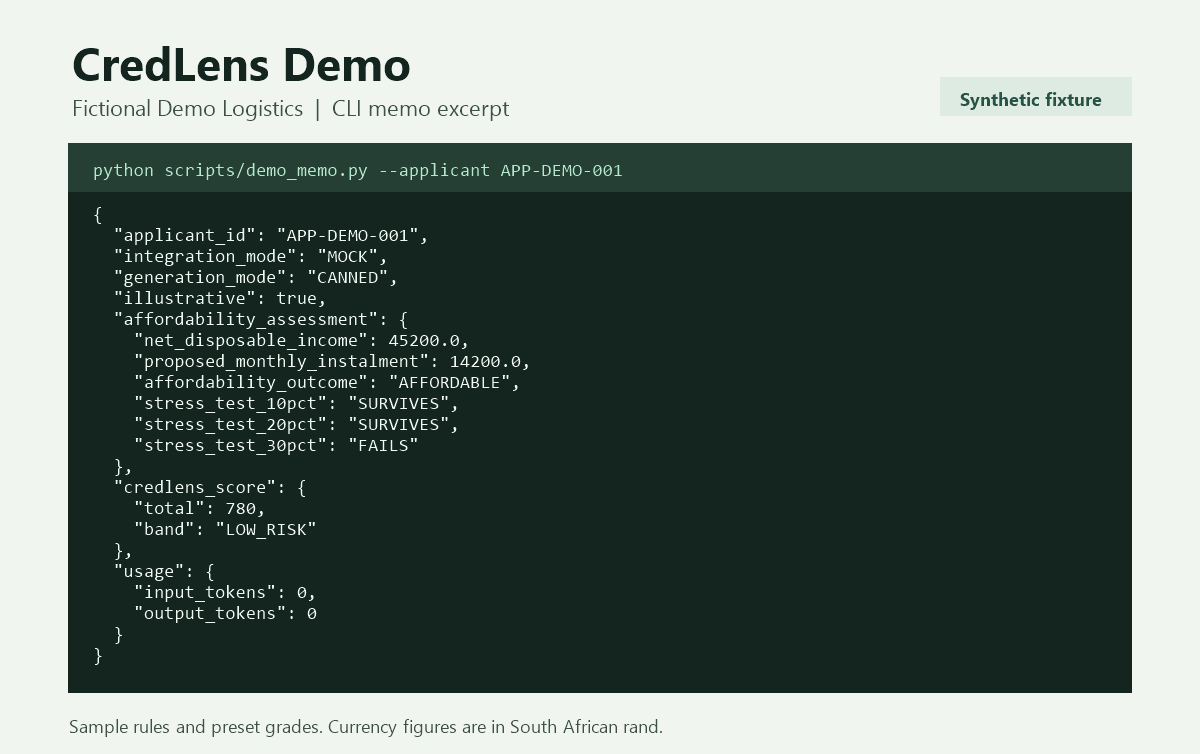 CredLens Demo
Fictional Demo Logistics | CLI memo excerpt
Synthetic fixture
python scripts/demo_memo.py --applicant APP-DEMO-001
{
  "applicant_id": "APP-DEMO-001",
  "integration_mode": "MOCK",
  "generation_mode": "CANNED",
  "illustrative": true,
  "affordability_assessment": {
    "net_disposable_income": 45200.0,
    "proposed_monthly_instalment": 14200.0,
    "affordability_outcome": "AFFORDABLE",
    "stress_test_10pct": "SURVIVES",
    "stress_test_20pct": "SURVIVES",
    "stress_test_30pct": "FAILS"
  },
  "credlens_score": {
    "total": 780,
    "band": "LOW_RISK"
  },
  "usage": {
    "input_tokens": 0,
    "output_tokens": 0
  }
}
Sample rules and preset grades. Currency figures are in South African rand.